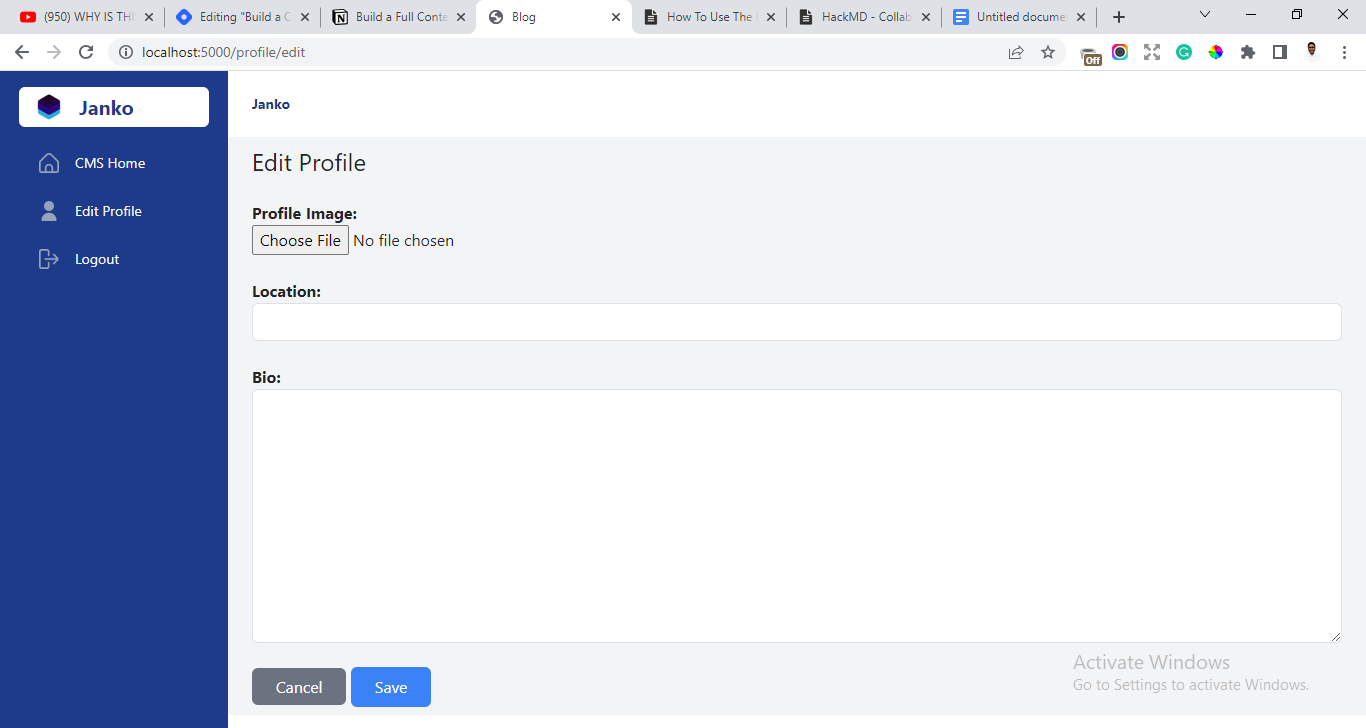 (950) WHY IS THI
Editing "Build a C
Build a Full Conte
Blog
How To Use The
HackMD - Collab
Untitled docume
localhost:5000/profile/edit
Off
Janko
Janko
CMS Home
Edit Profile
Logout
Edit Profile
Profile Image:
Choose File No file chosen
Location:
Bio:
Cancel
Save
Activate Windows
Go to Settings to activate Windows.